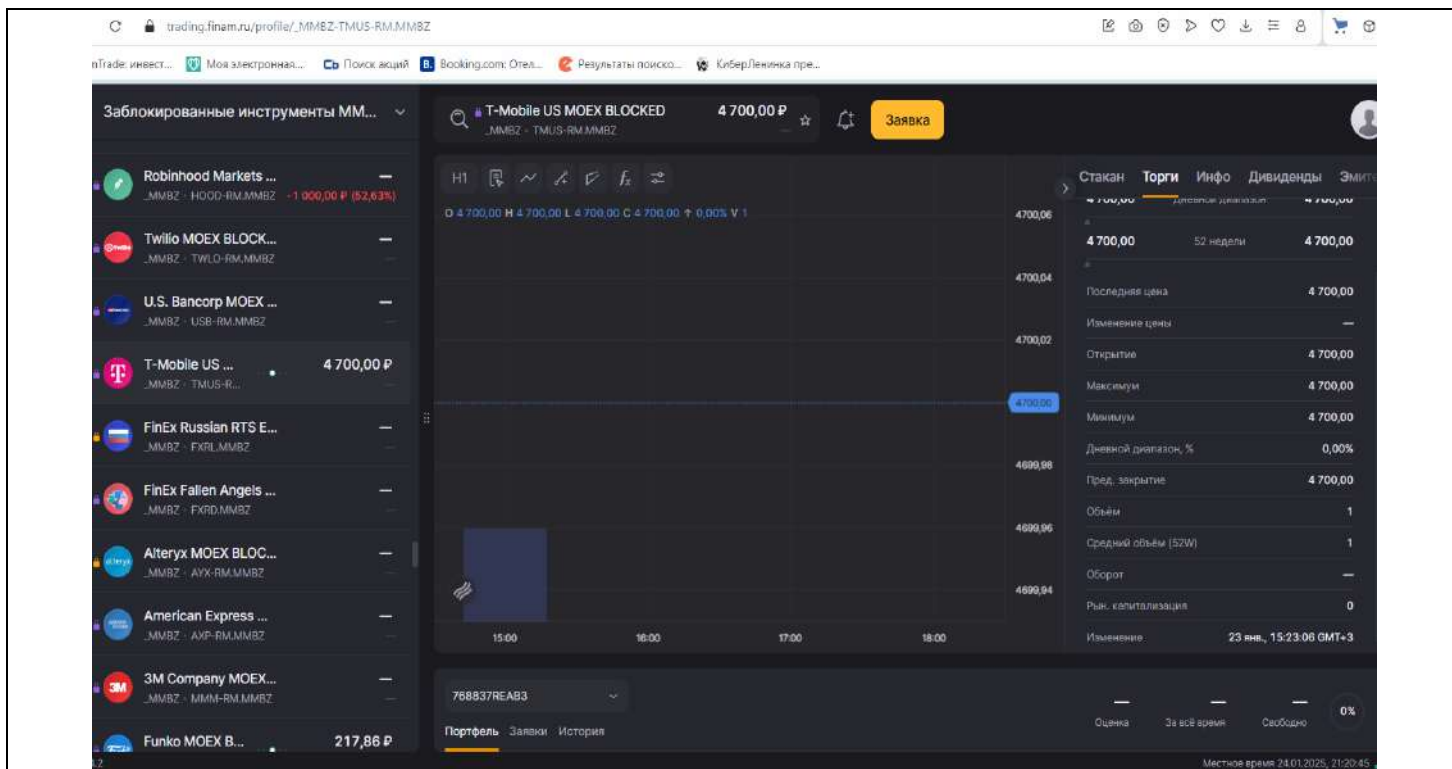 trading.finam.ru/profile/_MMBZ-TMUS-RM.MMBZ
nTrade: инвест... Моя электронная... Поиск акций Booking.com: Отел... Результаты поиско... КиберЛенинка пре...
Заблокированные инструменты MM...
Robinhood Markets ... —
_MMBZ · HOOD-RM.MMBZ -1 000,00 ₽ (52,63%)
Twilio MOEX BLOCK... —
_MMBZ · TWLO-RM.MMBZ —
U.S. Bancorp MOEX ... —
_MMBZ · USB-RM.MMBZ —
T-Mobile US ... 4 700,00 ₽
_MMBZ · TMUS-R... —
FinEx Russian RTS E... —
_MMBZ · FXRL.MMBZ —
FinEx Fallen Angels ... —
_MMBZ · FXRD.MMBZ —
Alteryx MOEX BLOC... —
_MMBZ · AYX-RM.MMBZ —
American Express ... —
_MMBZ · AXP-RM.MMBZ —
3M Company MOEX... —
_MMBZ · MMM-RM.MMBZ —
Funko MOEX B... 217,86 ₽
T-Mobile US MOEX BLOCKED 4 700,00 ₽
_MMBZ · TMUS-RM.MMBZ —
Заявка
H1
O 4 700,00 H 4 700,00 L 4 700,00 C 4 700,00 ↑ 0,00% V 1
4700,06
4700,04
4700,02
4700,00
4699,98
4699,96
4699,94
15:00 16:00 17:00 18:00
Стакан Торги Инфо Дивиденды Эмит
4 700,00 Дневной диапазон 4 700,00
4 700,00 52 недели 4 700,00
Последняя цена 4 700,00
Изменение цены —
Открытие 4 700,00
Максимум 4 700,00
Минимум 4 700,00
Дневной диапазон, % 0,00%
Пред. закрытие 4 700,00
Объём 1
Средний объём (52W) 1
Оборот —
Рын. капитализация 0
Изменение 23 янв., 15:23:06 GMT+3
768837REAB3
Портфель Заявки История
— — — 0%
Оценка За всё время Свободно
Местное время 24.01.2025, 21:20:45